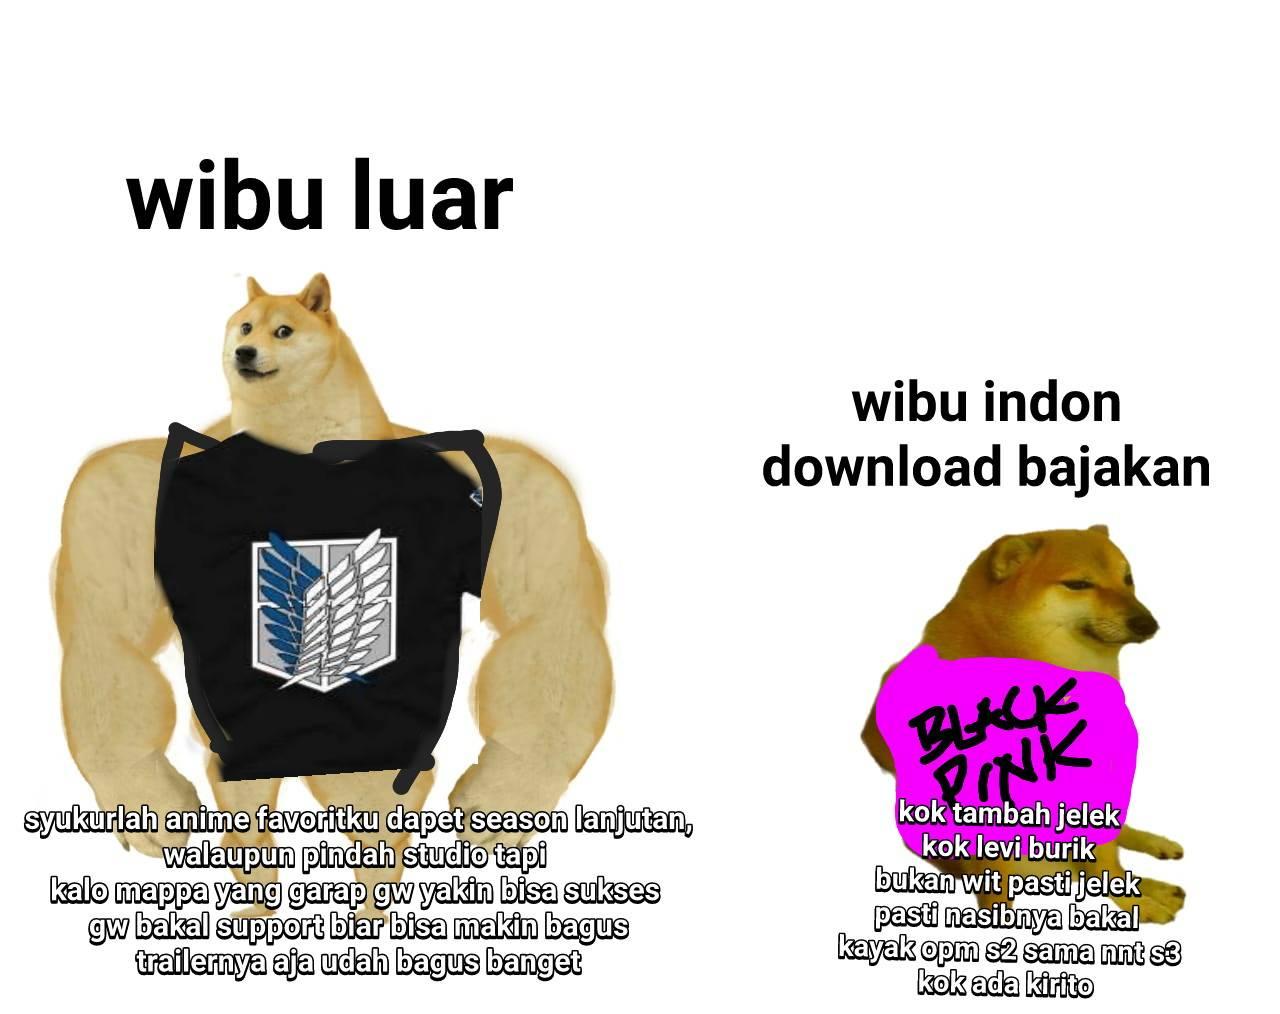 wibu luar
wibu indon
download bajakan
BLACK
PINK
syukurlah anime favoritku dapet season lanjutan,
walaupun pindah studio tapi
kalo mappa yang garap gw yakin bisa sukses
gw bakal support biar bisa makin bagus
trailernya aja udah bagus banget
kok tambah jelek
kok levi burik
bukan wit pasti jelek
pasti nasibnya bakal
kayak opm s2 sama nnt s3
kok ada kirito